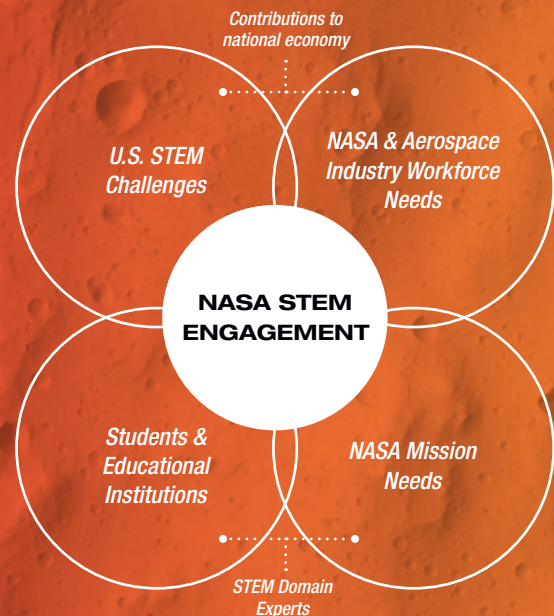 Contributions to
national economy
U.S. STEM
Challenges
NASA & Aerospace
Industry Workforce
Needs
NASA STEM
ENGAGEMENT
Students &
Educational
Institutions
NASA Mission
Needs
STEM Domain
Experts